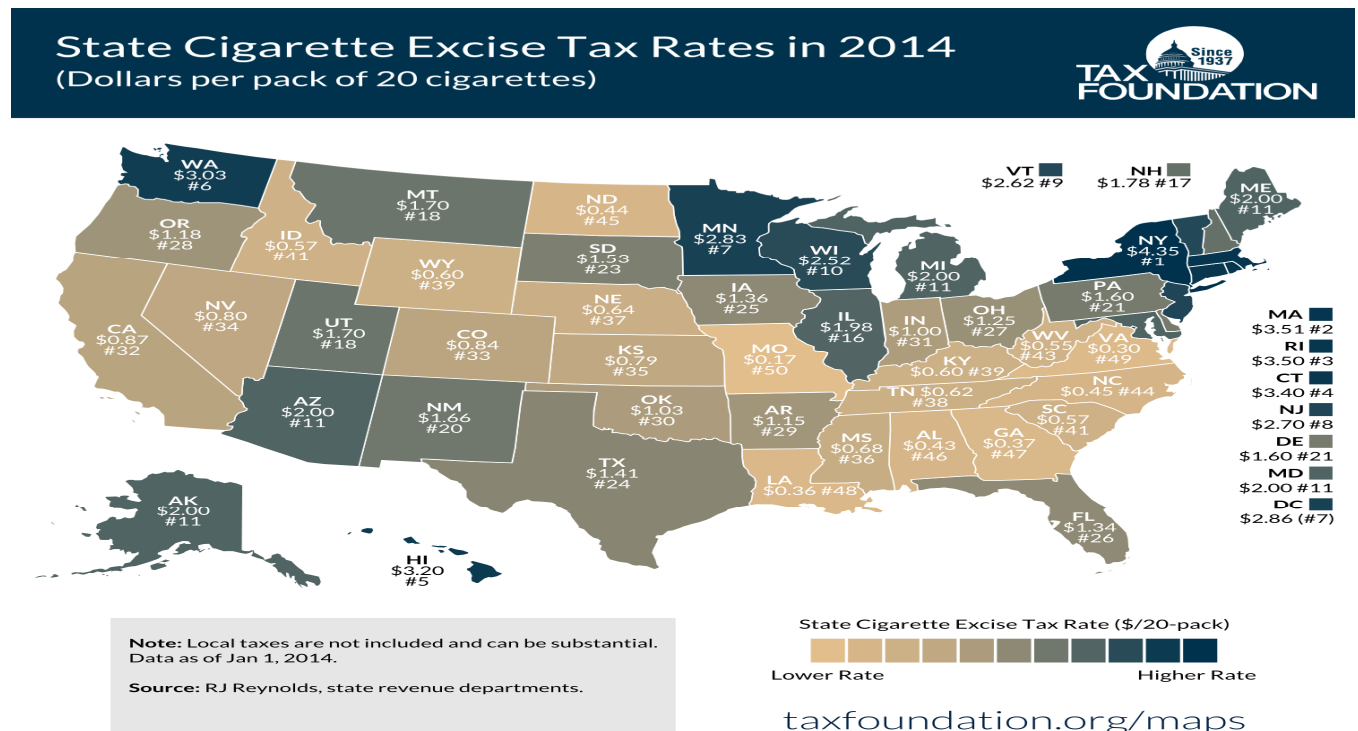 State Cigarette Excise Tax Rates in 2014
(Dollars per pack of 20 cigarettes)
Since
1937
TAX
FOUNDATION
WA
$3.03
#6
MT
$1.70
#18
ND
$0.44
#45
MN
$2.83
#7
VT
$2.62 #9
NH
$1.78 #17
ME
$2.00
#11
OR
$1.18
#28
ID
$0.57
#41
WY
$0.60
#39
SD
$1.53
#23
WI
$2.52
#10
MI
$2.00
#11
NY
$4.35
#1
NV
$0.80
#34
UT
$1.70
#18
CO
$0.84
#33
NE
$0.64
#37
IA
$1.36
#25
IL
$1.98
#16
IN
$1.00
#31
OH
$1.25
#27
PA
$1.60
#21
CA
$0.87
#32
KS
$0.79
#35
MO
$0.17
#50
KY
$0.60 #39
WV
$0.55
#43
VA
$0.30
#49
MA
$3.51 #2
RI
$3.50 #3
CT
$3.40 #4
NJ
$2.70 #8
DE
$1.60 #21
MD
$2.00 #11
DC
$2.86 (#7)
AZ
$2.00
#11
NM
$1.66
#20
OK
$1.03
#30
AR
$1.15
#29
TN $0.62
#38
NC
$0.45 #44
SC
$0.57
#41
TX
$1.41
#24
LA
$0.36 #48
MS
$0.68
#36
AL
$0.43
#46
GA
$0.37
#47
FL
$1.34
#26
AK
$2.00
#11
HI
$3.20
#5
Note: Local taxes are not included and can be substantial.
Data as of Jan 1, 2014.
Source: RJ Reynolds, state revenue departments.
State Cigarette Excise Tax Rate ($/20-pack)
Lower Rate
Higher Rate
taxfoundation.org/maps